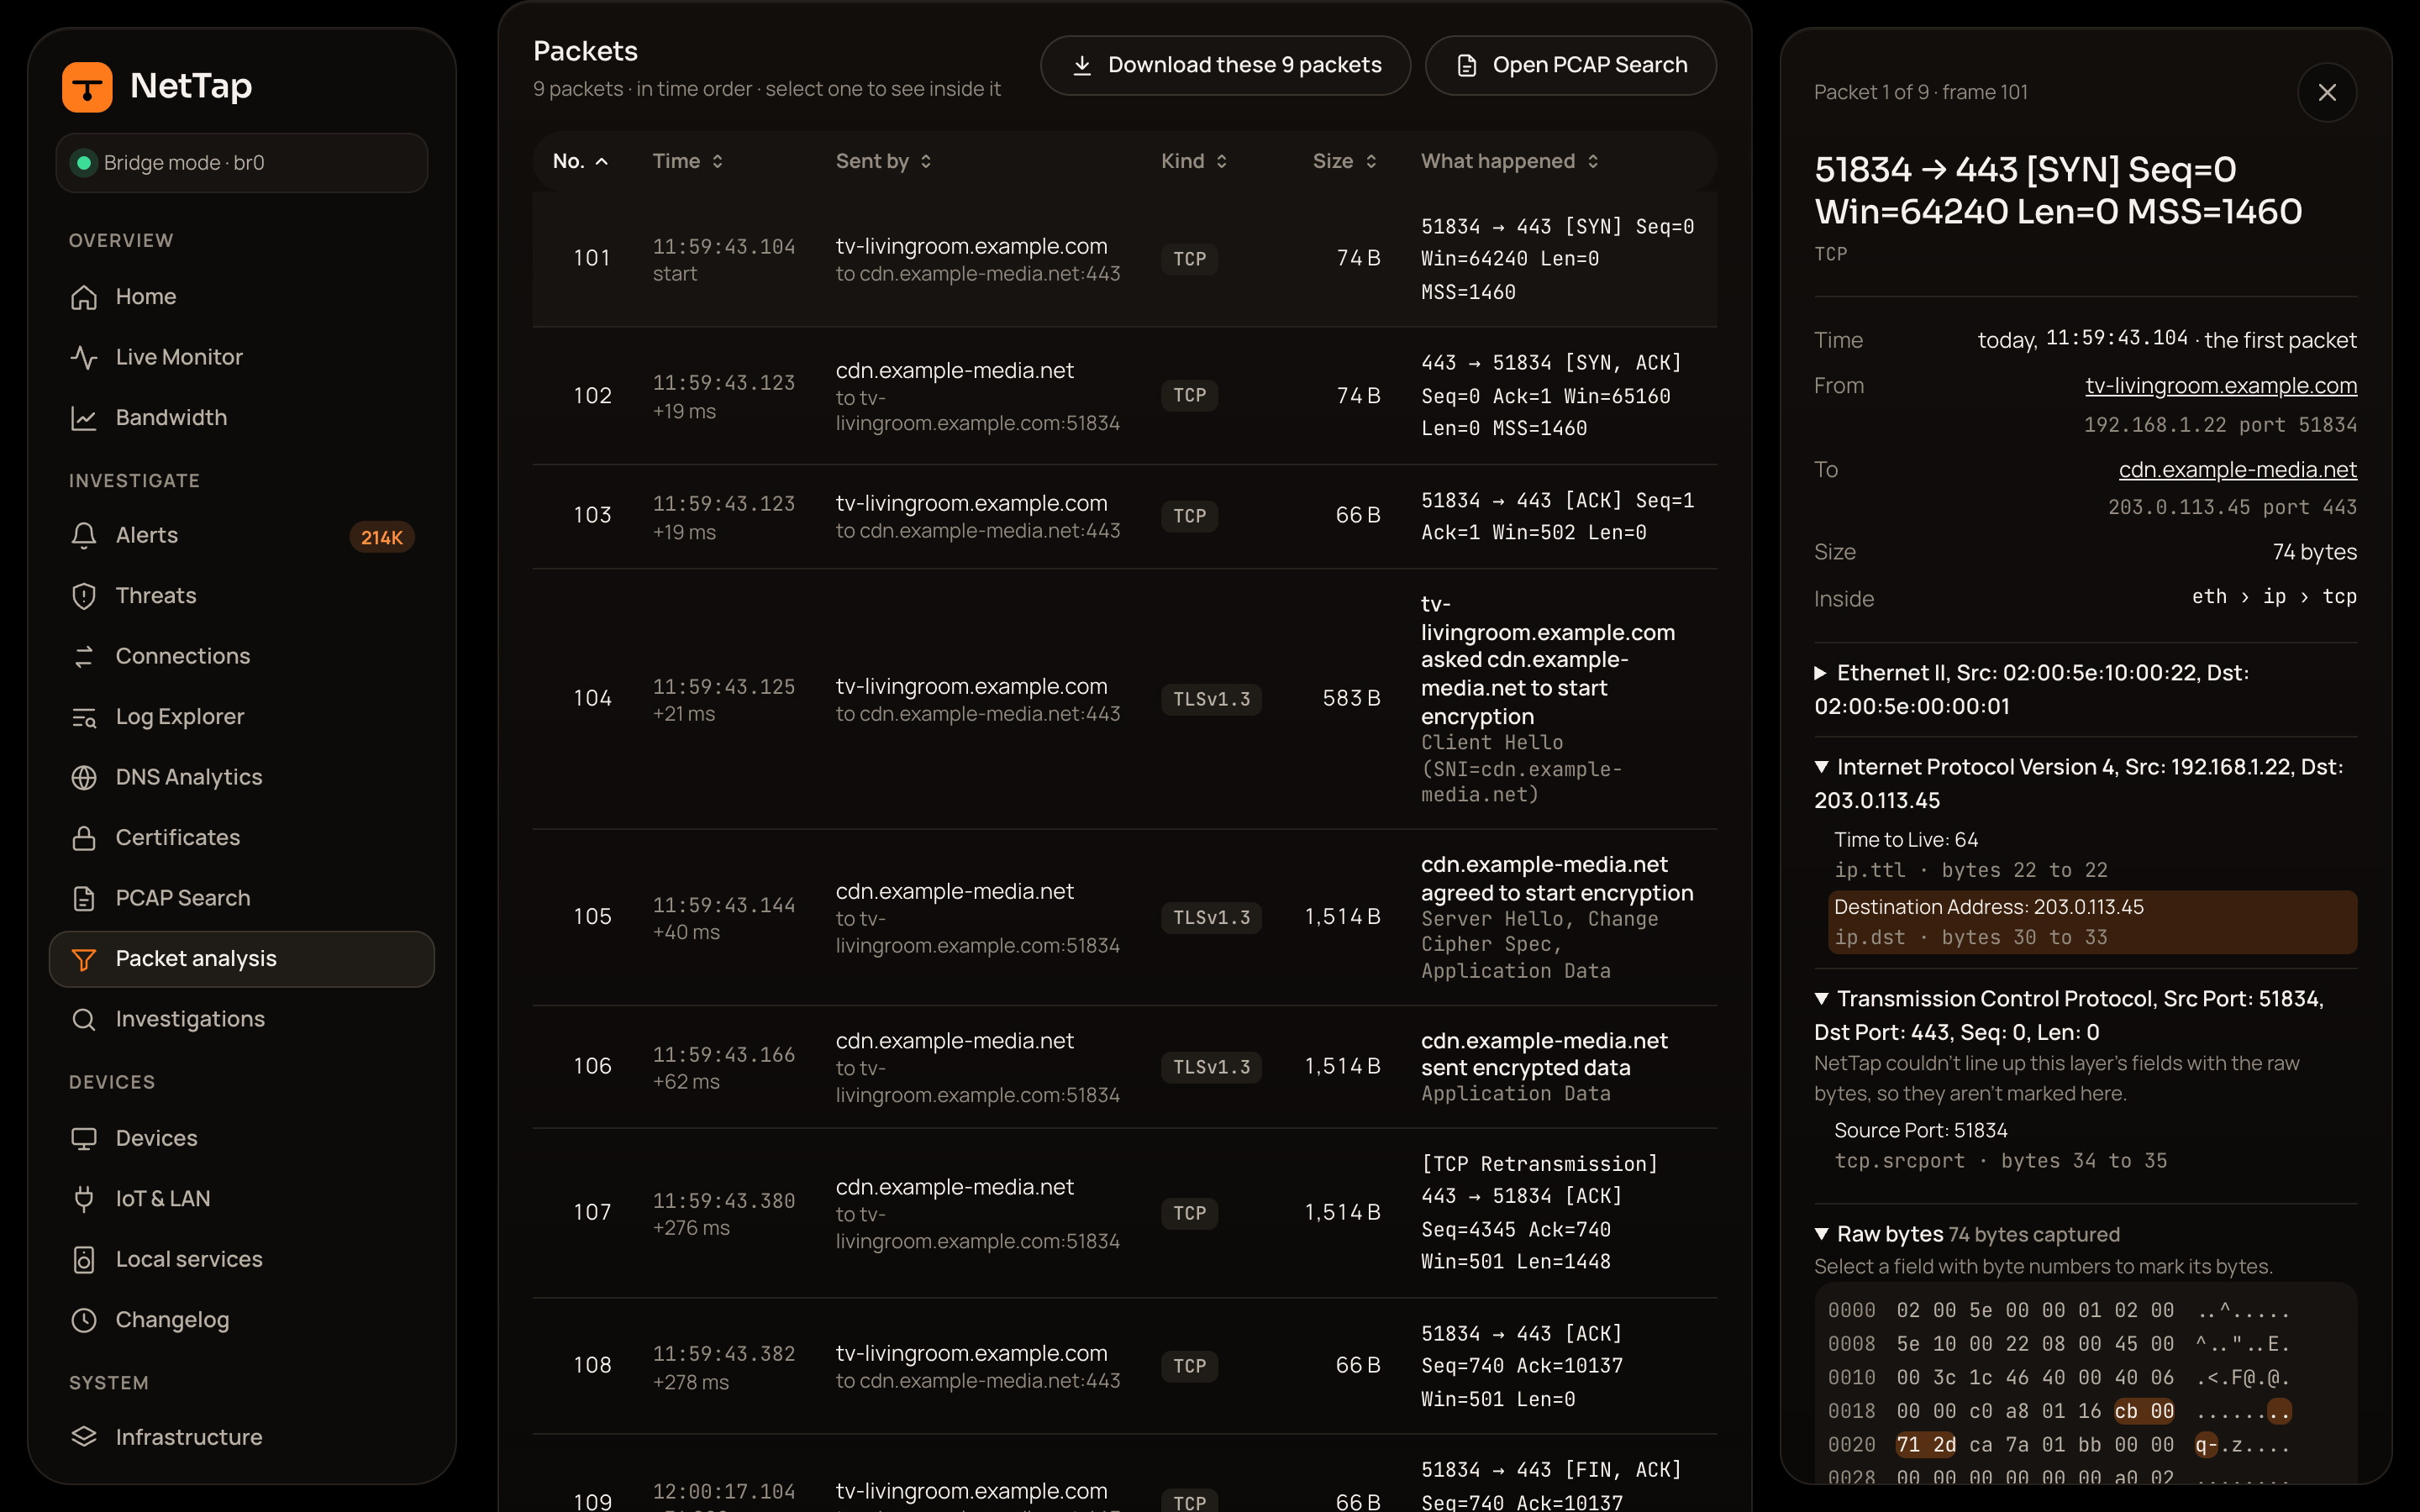 NetTap
Bridge mode · br0
OVERVIEW
Home
Live Monitor
Bandwidth
INVESTIGATE
Alerts 214K
Threats
Connections
Log Explorer
DNS Analytics
Certificates
PCAP Search
Packet analysis
Investigations
DEVICES
Devices
IoT & LAN
Local services
Changelog
SYSTEM
Infrastructure
Packets
9 packets · in time order · select one to see inside it
Download these 9 packets
Open PCAP Search
No. Time Sent by Kind Size What happened
101
11:59:43.104
start
tv-livingroom.example.com
to cdn.example-media.net:443
TCP
74 B
51834 → 443 [SYN] Seq=0
Win=64240 Len=0
MSS=1460
102
11:59:43.123
+19 ms
cdn.example-media.net
to tv-
livingroom.example.com:51834
TCP
74 B
443 → 51834 [SYN, ACK]
Seq=0 Ack=1 Win=65160
Len=0 MSS=1460
103
11:59:43.123
+19 ms
tv-livingroom.example.com
to cdn.example-media.net:443
TCP
66 B
51834 → 443 [ACK] Seq=1
Ack=1 Win=502 Len=0
104
11:59:43.125
+21 ms
tv-livingroom.example.com
to cdn.example-media.net:443
TLSv1.3
583 B
tv-
livingroom.example.com
asked cdn.example-
media.net to start
encryption
Client Hello
(SNI=cdn.example-
media.net)
105
11:59:43.144
+40 ms
cdn.example-media.net
to tv-
livingroom.example.com:51834
TLSv1.3
1,514 B
cdn.example-media.net
agreed to start encryption
Server Hello, Change
Cipher Spec,
Application Data
106
11:59:43.166
+62 ms
cdn.example-media.net
to tv-
livingroom.example.com:51834
TLSv1.3
1,514 B
cdn.example-media.net
sent encrypted data
Application Data
107
11:59:43.380
+276 ms
cdn.example-media.net
to tv-
livingroom.example.com:51834
TCP
1,514 B
[TCP Retransmission]
443 → 51834 [ACK]
Seq=4345 Ack=740
Win=501 Len=1448
108
11:59:43.382
+278 ms
tv-livingroom.example.com
to cdn.example-media.net:443
TCP
66 B
51834 → 443 [ACK]
Seq=740 Ack=10137
Win=501 Len=0
109
12:00:17.104
tv-livingroom.example.com
TCP
66 B
51834 → 443 [FIN, ACK]
Seq=740 Ack=10137
Packet 1 of 9 · frame 101
51834 → 443 [SYN] Seq=0
Win=64240 Len=0 MSS=1460
TCP
Time today, 11:59:43.104 · the first packet
From tv-livingroom.example.com
192.168.1.22 port 51834
To cdn.example-media.net
203.0.113.45 port 443
Size 74 bytes
Inside eth › ip › tcp
▶ Ethernet II, Src: 02:00:5e:10:00:22, Dst:
02:00:5e:00:00:01
▼ Internet Protocol Version 4, Src: 192.168.1.22, Dst:
203.0.113.45
Time to Live: 64
ip.ttl · bytes 22 to 22
Destination Address: 203.0.113.45
ip.dst · bytes 30 to 33
▼ Transmission Control Protocol, Src Port: 51834,
Dst Port: 443, Seq: 0, Len: 0
NetTap couldn't line up this layer's fields with the raw
bytes, so they aren't marked here.
Source Port: 51834
tcp.srcport · bytes 34 to 35
▼ Raw bytes 74 bytes captured
Select a field with byte numbers to mark its bytes.
0000 02 00 5e 00 00 01 02 00 ..^.....
0008 5e 10 00 22 08 00 45 00 ^.."..E.
0010 00 3c 1c 46 40 00 40 06 .<.F@.@.
0018 00 00 c0 a8 01 16 cb 00 ........
0020 71 2d ca 7a 01 bb 00 00 q-.z....
0028 00 00 00 00 00 00 a0 02 ........